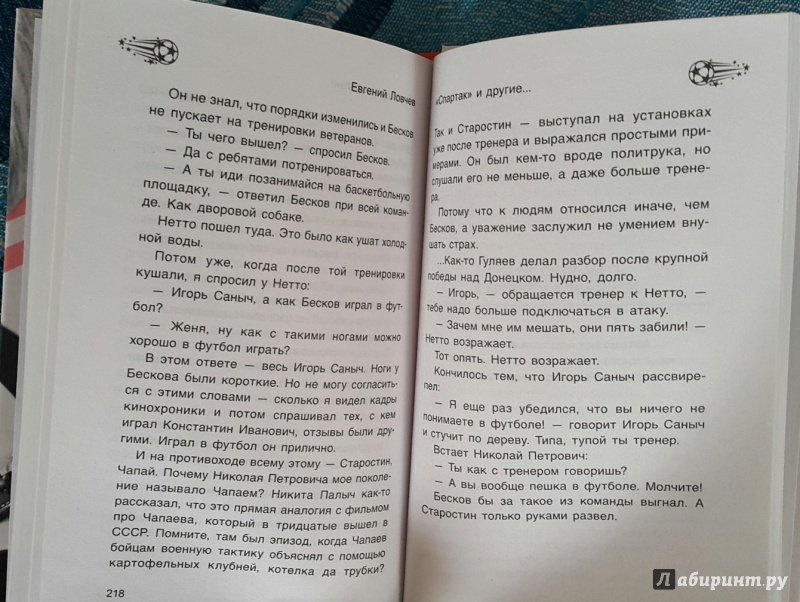 Евгений Ловчев
Он не знал, что порядки изменились и Бесков
не пускает на тренировки ветеранов.
— Ты чего вышел? — спросил Бесков.
— Да с ребятами потренироваться.
— А ты иди позанимайся на баскетбольную
площадку, — ответил Бесков при всей коман-
де. Как дворовой собаке.
Нетто пошел туда. Это было как ушат холод-
ной воды.
Потом уже, когда после той тренировки
кушали, я спросил у Нетто:
— Игорь Саныч, а как Бесков играл в фут-
бол?
— Женя, ну как с такими ногами можно
хорошо в футбол играть?
В этом ответе — весь Игорь Саныч. Ноги у
Бескова были короткие. Но не могу согласить-
ся с этими словами — сколько я видел кадры
кинохроники и потом спрашивал тех, с кем
играл Константин Иванович, отзывы были дру-
гими. Играл в футбол он прилично.
И на противоходе всему этому — Старостин,
Чапай. Почему Николая Петровича мое поко-
ление называло Чапаем? Никита Палыч как-то
рассказал, что это прямая аналогия с фильмом
про Чапаева, который в тридцатые вышел в
СССР. Помните, там был эпизод, когда Чапаев
бойцам военную тактику объяснял с помощью
картофельных клубней, котелка да трубки?
218
«Спартак» и другие...
Так и Старостин — выступал на установках
уже после тренера и выражался простыми при-
мерами. Он был кем-то вроде политрука, но
слушали его не меньше, а даже больше трене-
ра.
Потому что к людям относился иначе, чем
Бесков, а уважение заслужил не умением вну-
шать страх.
...Как-то Гуляев делал разбор после крупной
победы над Донецком. Нудно, долго.
— Игорь, — обращается тренер к Нетто, —
тебе надо больше подключаться в атаку.
— Зачем мне им мешать, они пять забили! —
Нетто возражает.
Тот опять. Нетто возражает.
Кончилось тем, что Игорь Саныч рассвире-
пел:
— Я еще раз убедился, что вы ничего не
понимаете в футболе! — говорит Игорь Саныч
и стучит по дереву. Типа, тупой ты тренер.
Встает Николай Петрович:
— Ты как с тренером говоришь?
— А вы вообще пешка в футболе. Молчите!
Бесков бы за такое из команды выгнал. А
Старостин только руками развел.
Лабиринт.ру